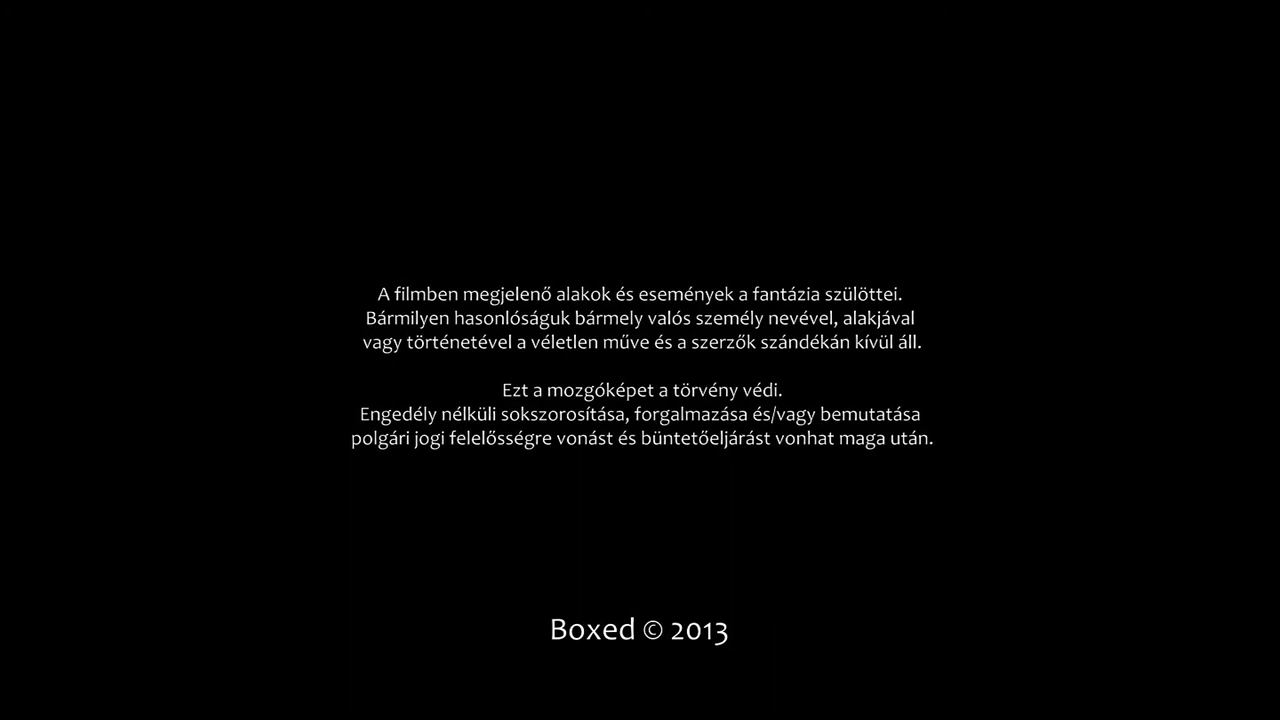 A filmben megjelenő alakok és események a fantázia szülöttei.
Bármilyen hasonlóságuk bármely valós személy nevével, alakjával
vagy történetével a véletlen műve és a szerzők szándékán kívül áll.
Ezt a mozgóképet a törvény védi.
Engedély nélküli sokszorosítása, forgalmazása és/vagy bemutatása
polgári jogi felelősségre vonást és büntetőeljárást vonhat maga után.
Boxed © 2013